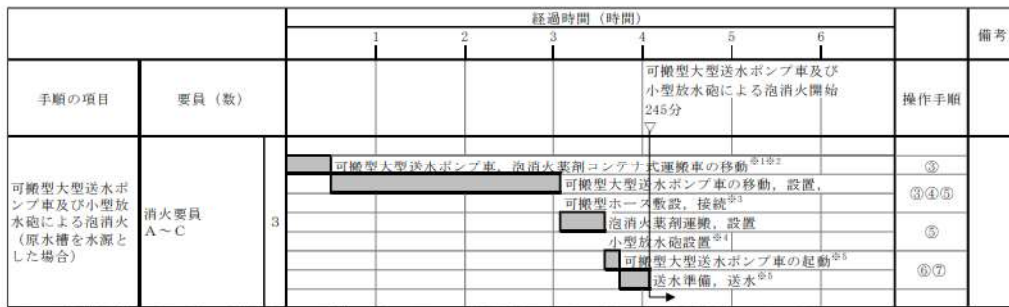 経過時間（時間）
1 2 3 4 5 6
備考
手順の項目
要員（数）
可搬型大型送水ポンプ車及び
小型放水砲による泡消火開始
245分
▽
操作手順
可搬型大型送水ポ
ンプ車及び小型放
水砲による泡消火
（原水槽を水源と
した場合）
消火要員
A～C
3
可搬型大型送水ポンプ車，泡消火薬剤コンテナ式運搬車の移動※1※2
③
可搬型大型送水ポンプ車の移動，設置，
可搬型ホース敷設，接続※3
③④⑤
泡消火薬剤運搬，設置
小型放水砲設置※4
⑤
可搬型大型送水ポンプ車の起動※5
送水準備，送水※5
⑥⑦